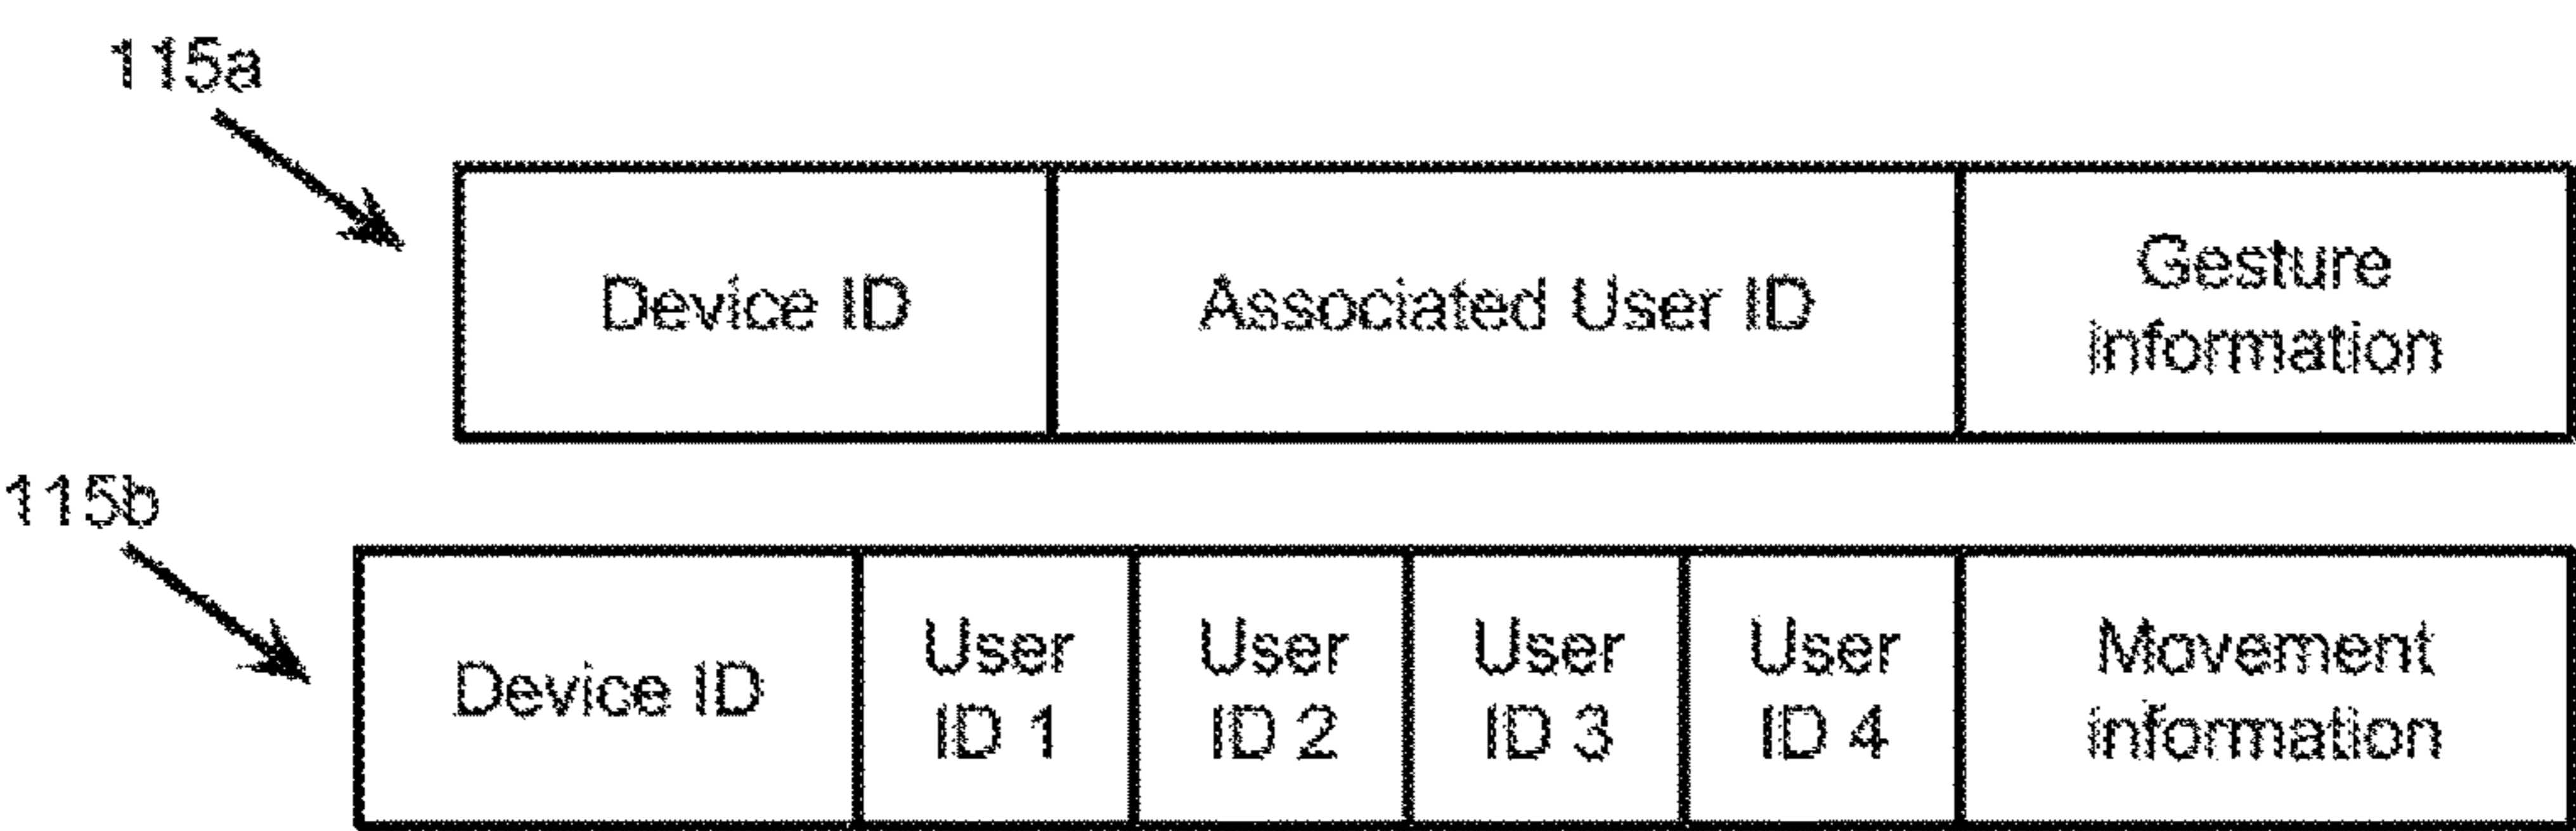 115a
Device ID
Associated User ID
Gesture
information
115b
Device ID
User
ID 1
User
ID 2
User
ID 3
User
ID 4
Movement
information